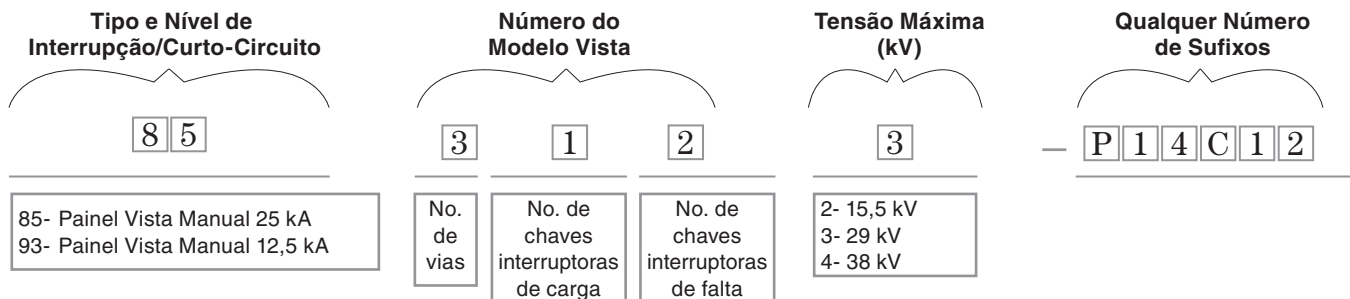 Tipo e Nível de
Interrupção/Curto-Circuito
Número do
Modelo Vista
Tensão Máxima
(kV)
Qualquer Número
de Sufixos
8 5
3 1 2
3
– P 1 4 C 1 2
85- Painel Vista Manual 25 kA
93- Painel Vista Manual 12,5 kA
No.
de
vias
No. de
chaves
interruptoras
de carga
No. de
chaves
interruptoras
de falta
2- 15,5 kV
3- 29 kV
4- 38 kV